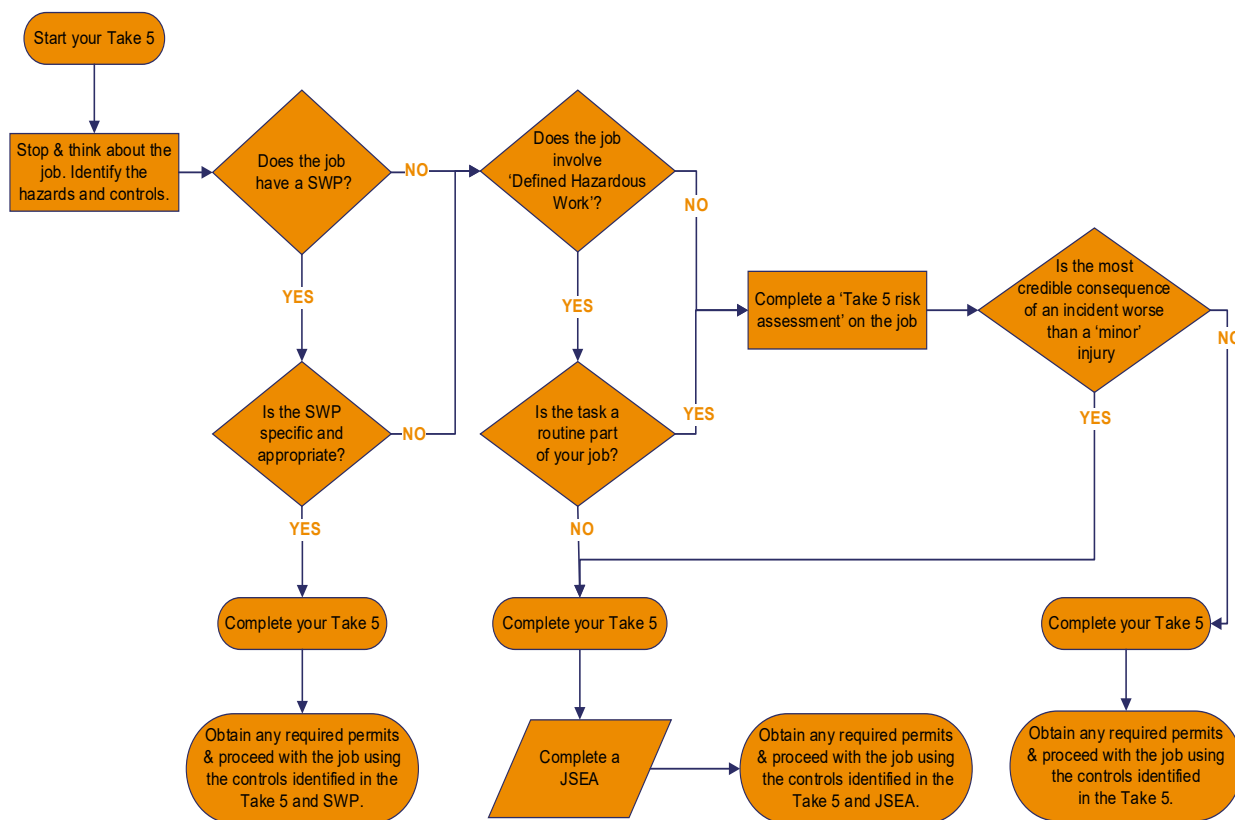 Start your Take 5
Stop & think about the
job. Identify the
hazards and controls.
Does the job
have a SWP?
NO
YES
Is the SWP
specific and
appropriate?
NO
YES
Complete your Take 5
Obtain any required permits
& proceed with the job using
the controls identified in the
Take 5 and SWP.
Does the job
involve
‘Defined Hazardous
Work’?
NO
YES
Is the task a
routine part
of your job?
YES
NO
Complete a ‘Take 5 risk
assessment’ on the job
Is the most
credible consequence
of an incident worse
than a ‘minor’
injury
NO
YES
Complete your Take 5
Complete a
JSEA
Obtain any required permits
& proceed with the job using
the controls identified in the
Take 5 and JSEA.
Complete your Take 5
Obtain any required permits
& proceed with the job using
the controls identified
in the Take 5.